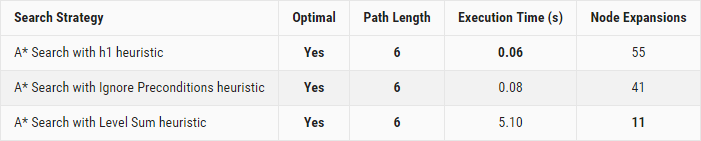 Search Strategy Optimal Path Length Execution Time (s) Node Expansions
A* Search with h1 heuristic Yes 6 0.06 55
A* Search with Ignore Preconditions heuristic Yes 6 0.08 41
A* Search with Level Sum heuristic Yes 6 5.10 11